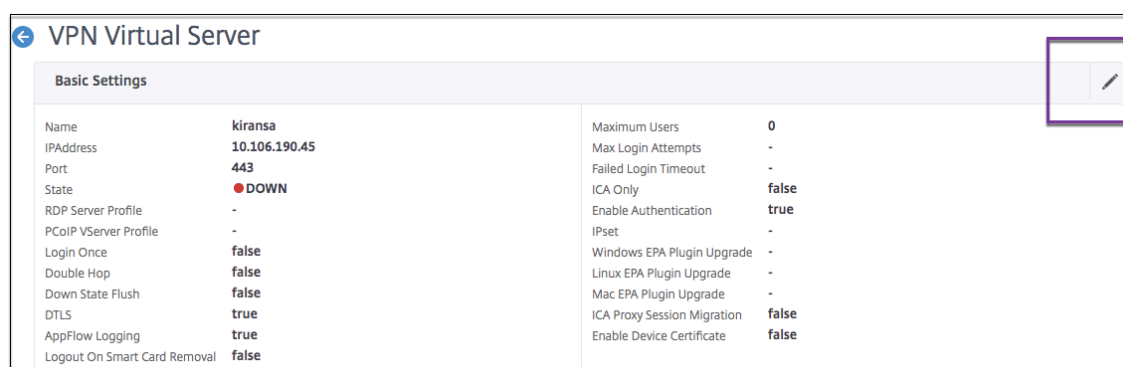 VPN Virtual Server
Basic Settings
Name kiransa
IPAddress 10.106.190.45
Port 443
State DOWN
RDP Server Profile -
PCoIP VServer Profile -
Login Once false
Double Hop false
Down State Flush false
DTLS true
AppFlow Logging true
Logout On Smart Card Removal false
Maximum Users 0
Max Login Attempts -
Failed Login Timeout -
ICA Only false
Enable Authentication true
IPset -
Windows EPA Plugin Upgrade -
Linux EPA Plugin Upgrade -
Mac EPA Plugin Upgrade -
ICA Proxy Session Migration false
Enable Device Certificate false